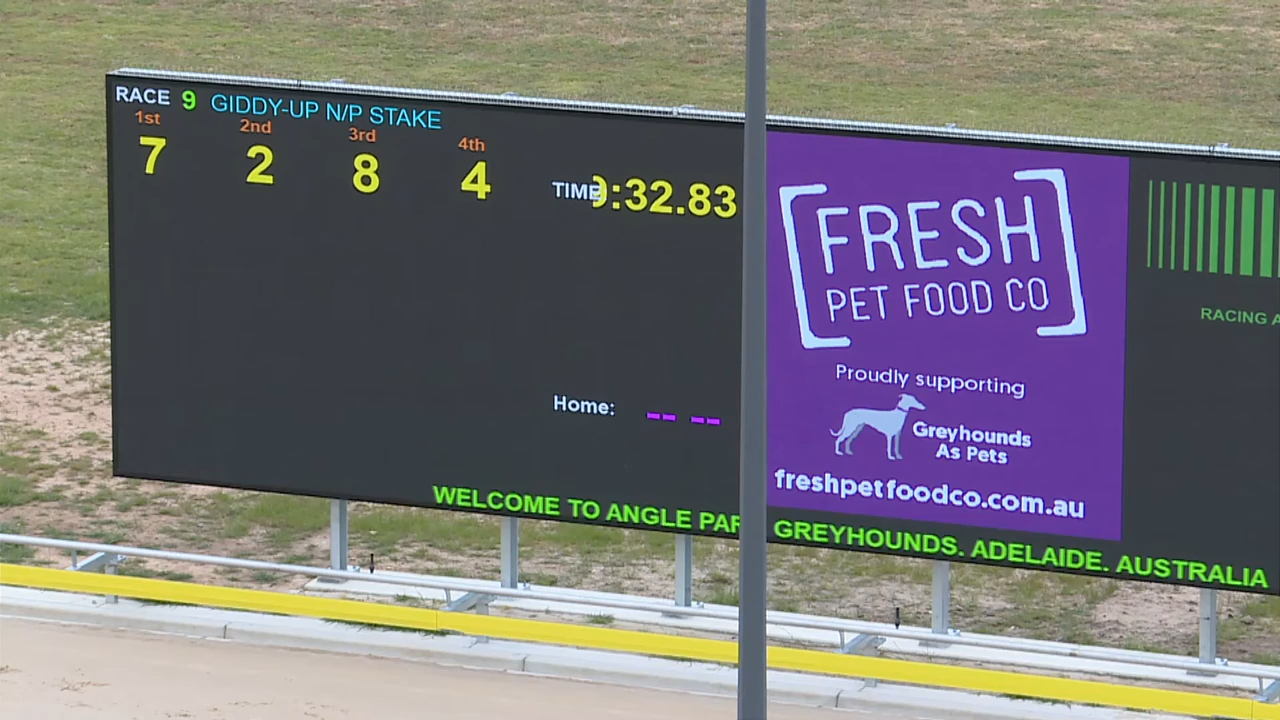 RACE 9 GIDDY-UP N/P STAKE
1st 2nd 3rd 4th
7 2 8 4
TIME :32.83
Home: -- --
FRESH
PET FOOD CO
Proudly supporting
Greyhounds
As Pets
freshpetfoodco.com.au
RACING
WELCOME TO ANGLE GREYHOUNDS. ADELAIDE. AUSTRALIA